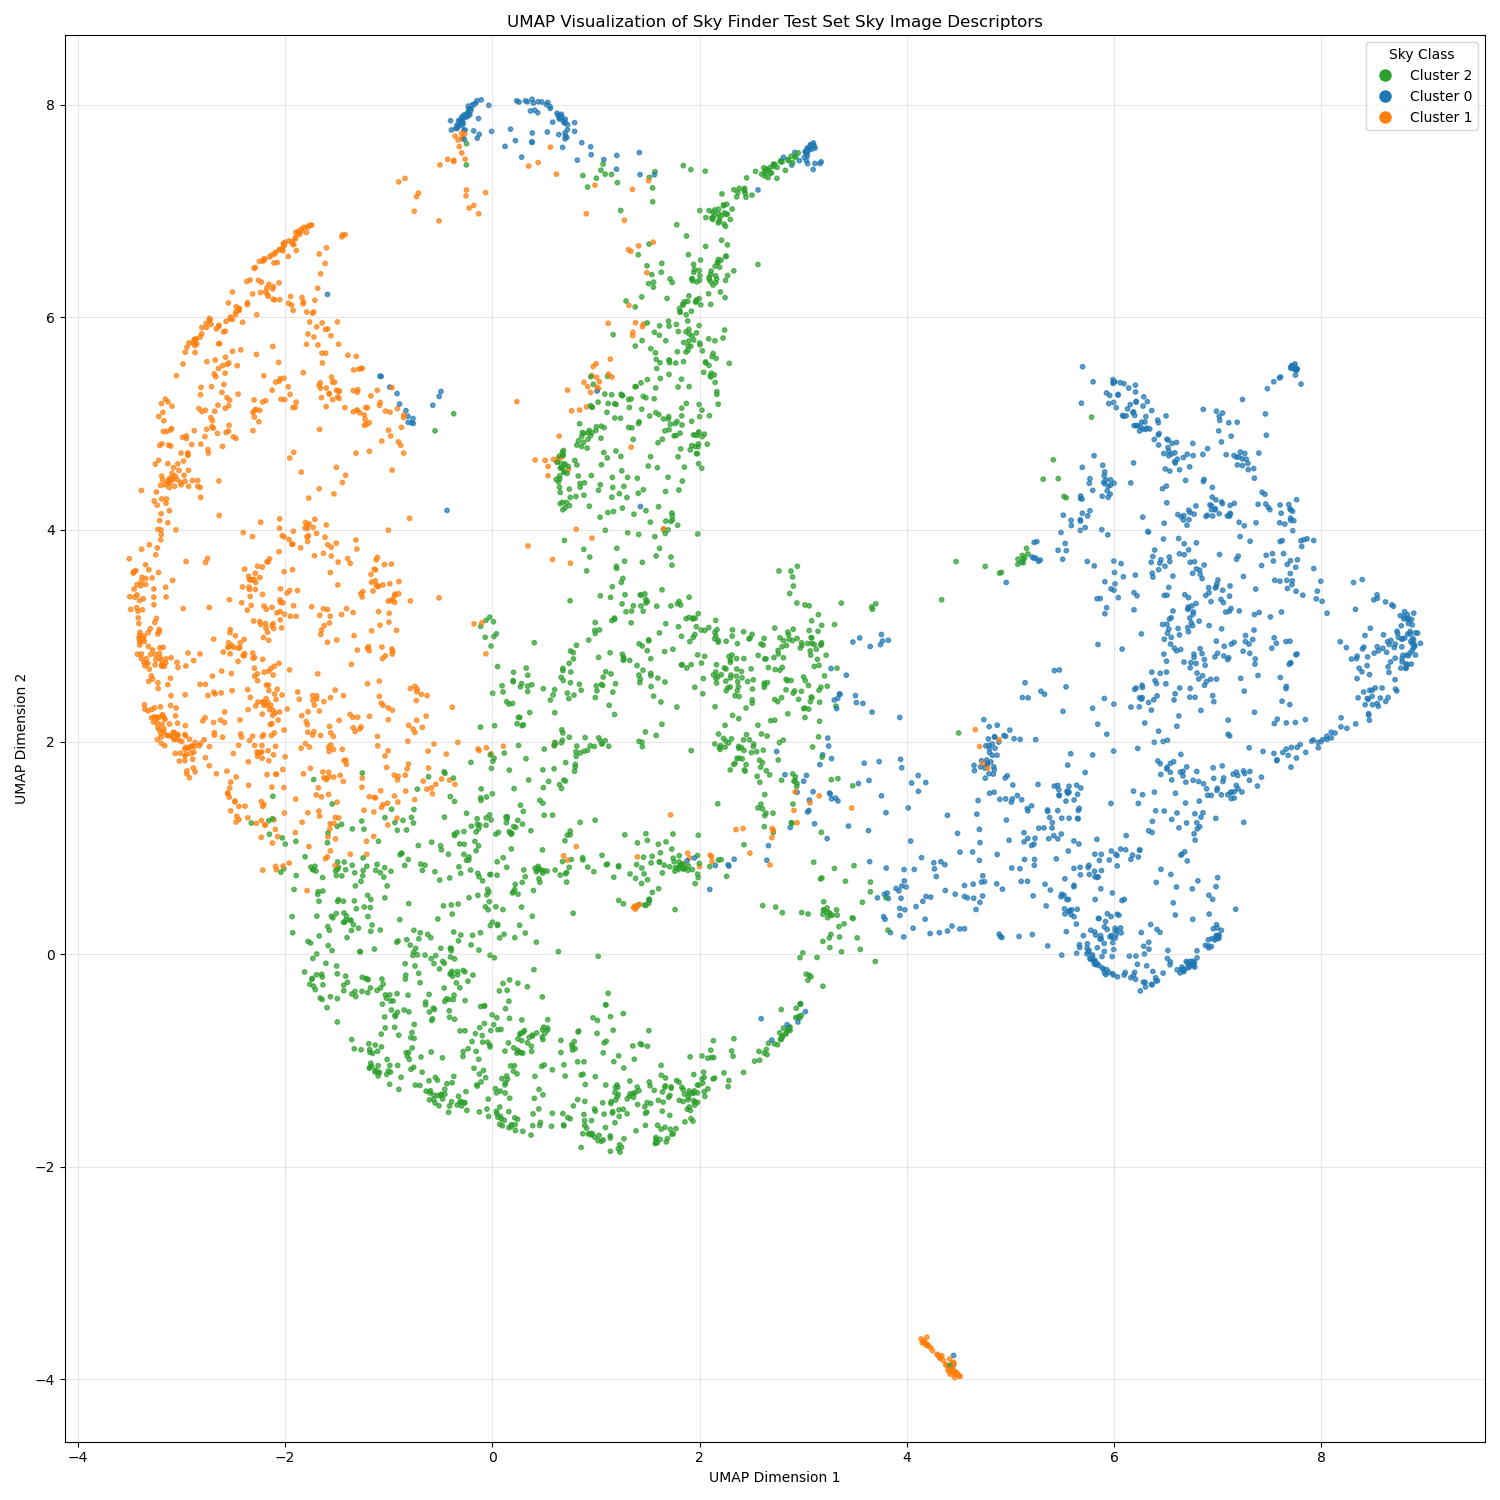 UMAP Visualization of Sky Finder Test Set Sky Image Descriptors
Sky Class
Cluster 2
Cluster 0
Cluster 1
8
6
4
2
0
−2
−4
UMAP Dimension 2
−4
−2
0
2
4
6
8
UMAP Dimension 1